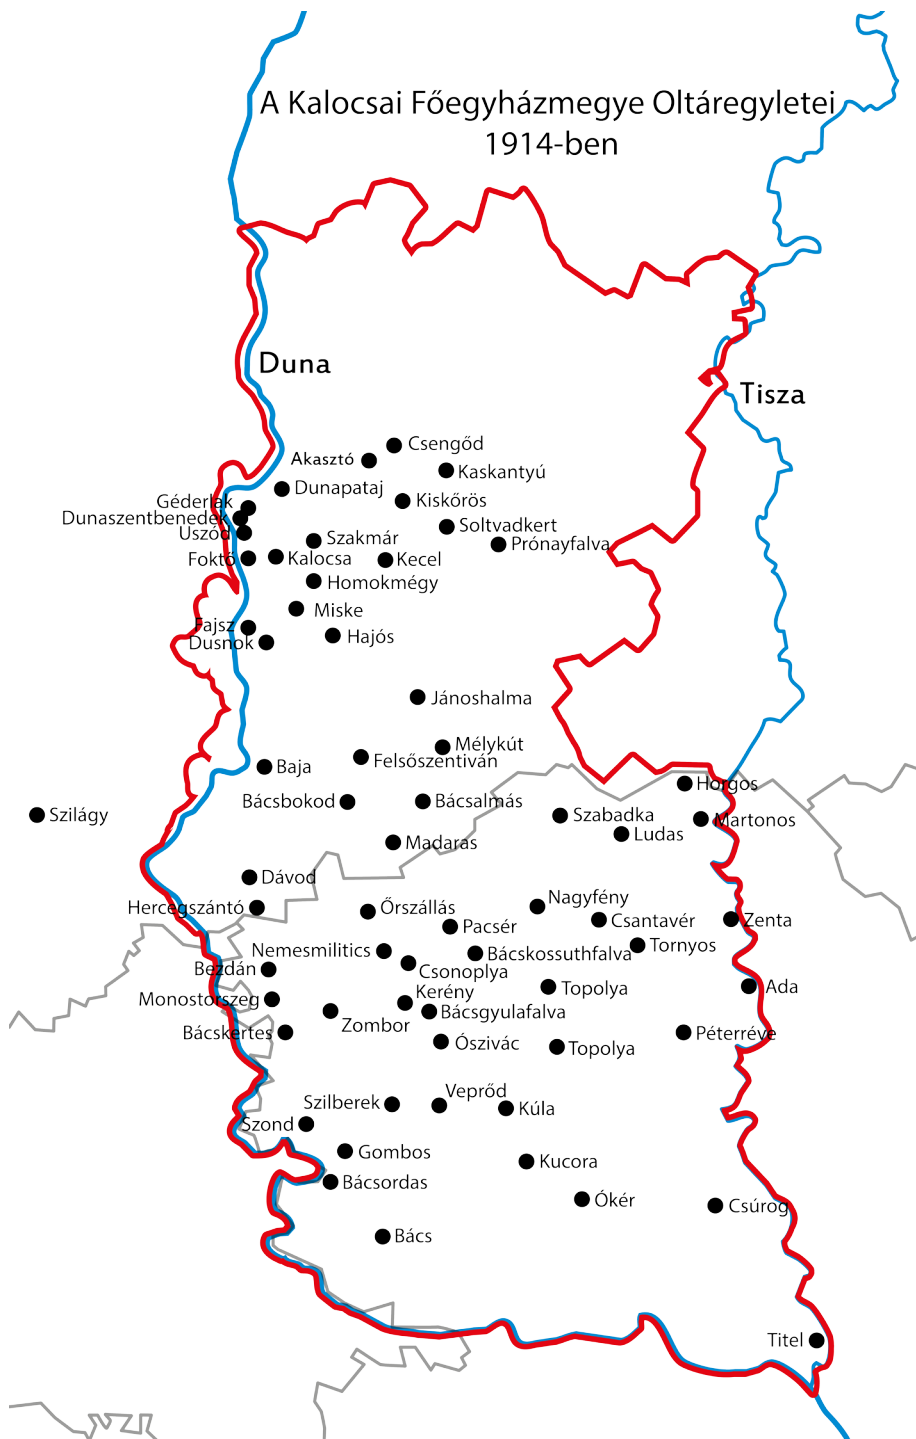 A Kalocsai Főegyházmegye Oltáregyletei
1914-ben
Duna
Tisza
Csengőd
Akasztó
Kaskantyú
Dunapataj
Géderlak
Kiskőrös
Dunaszentbenedek
Soltvadkert
Uszód
Szakmár
Prónayfalva
Foktő
Kalocsa
Kecel
Homokmégy
Miske
Fajsz
Hajós
Dusnok
Jánoshalma
Mélykút
Felsőszentiván
Baja
Horgos
Bácsbokod
Bácsalmás
Szilágy
Szabadka
Martonos
Ludas
Madaras
Dávod
Nagyfény
Hercegszántó
Őrszállás
Csantavér
Zenta
Pacsér
Tornyos
Nemesmilitics
Bácskossuthfalva
Bezdán
Csonoplya
Topolya
Ada
Kerény
Monostorszeg
Bácsgyulafalva
Zombor
Bácskertes
Péterréve
Ószivác
Topolya
Veprőd
Szilberek
Kúla
Szond
Gombos
Kucora
Bácsordas
Ókér
Csúrog
Bács
Titel